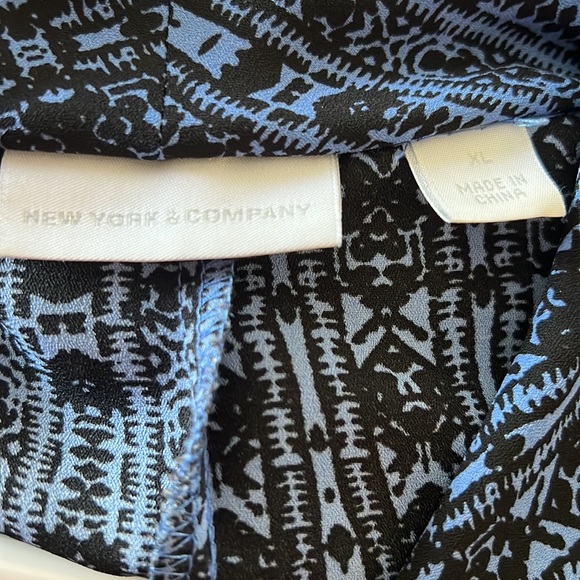 NEW YORK & COMPANY
XL
MADE IN
CHINA